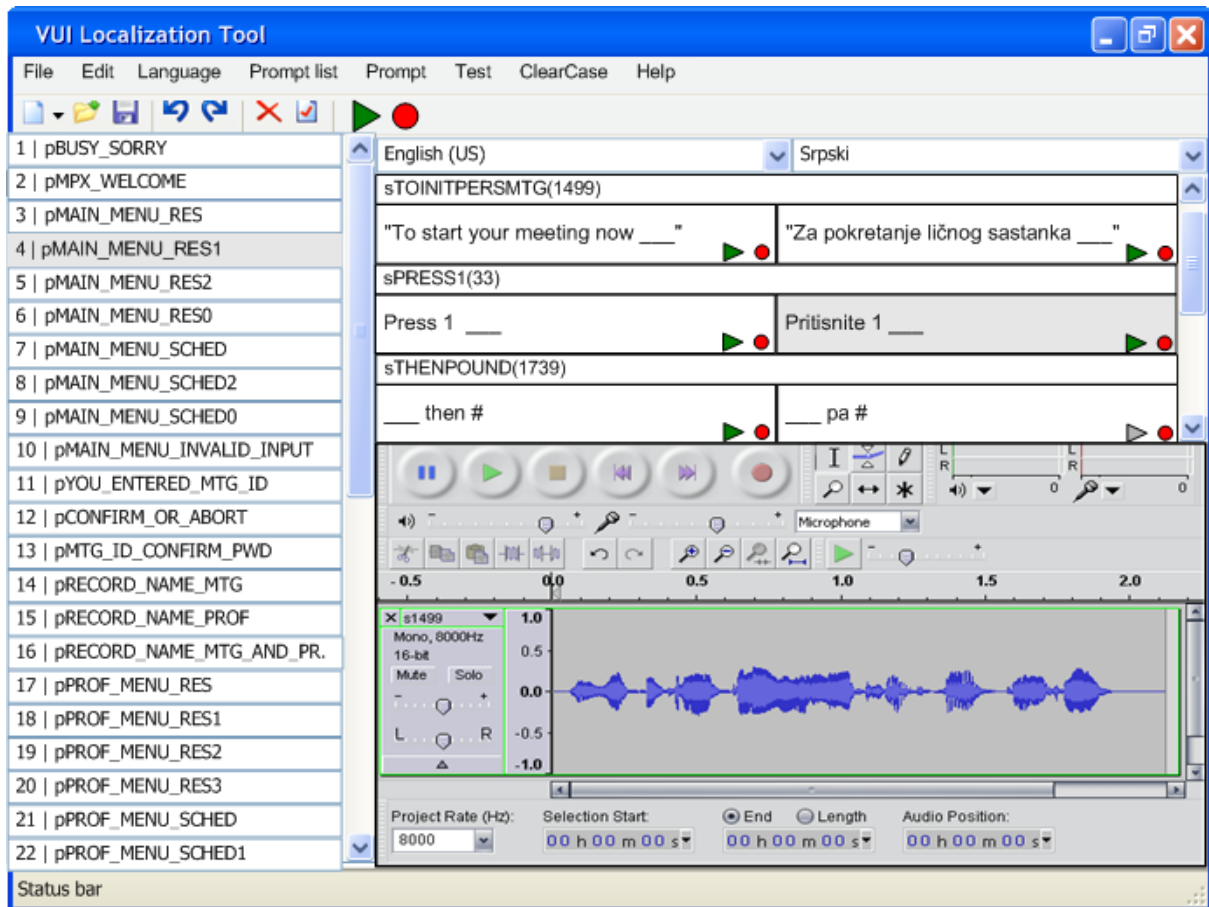 VUI Localization Tool
File Edit Language Prompt list Prompt Test ClearCase Help
1 | pBUSY_SORRY
2 | pMPX_WELCOME
3 | pMAIN_MENU_RES
4 | pMAIN_MENU_RES1
5 | pMAIN_MENU_RES2
6 | pMAIN_MENU_RES0
7 | pMAIN_MENU_SCHED
8 | pMAIN_MENU_SCHED2
9 | pMAIN_MENU_SCHED0
10 | pMAIN_MENU_INVALID_INPUT
11 | pYOU_ENTERED_MTG_ID
12 | pCONFIRM_OR_ABORT
13 | pMTG_ID_CONFIRM_PWD
14 | pRECORD_NAME_MTG
15 | pRECORD_NAME_PROF
16 | pRECORD_NAME_MTG_AND_PR.
17 | pPROF_MENU_RES
18 | pPROF_MENU_RES1
19 | pPROF_MENU_RES2
20 | pPROF_MENU_RES3
21 | pPROF_MENU_SCHED
22 | pPROF_MENU_SCHED1
English (US) Srpski
sTOINITPERSMTG(1499)
"To start your meeting now ___" "Za pokretanje ličnog sastanka ___"
sPRESS1(33)
Press 1 ___ Pritisnite 1 ___
sTHENPOUND(1739)
___ then # ___ pa #
L L
R R
0 0
- + - + Microphone
- +
- 0.5 0.0 0.5 1.0 1.5 2.0
s1499 1.0
Mono, 8000Hz
16-bit 0.5
Mute Solo
- + 0.0
L R -0.5
-1.0
Project Rate (Hz): Selection Start: End Length Audio Position:
8000 00 h 00 m 00 s 00 h 00 m 00 s 00 h 00 m 00 s
Status bar